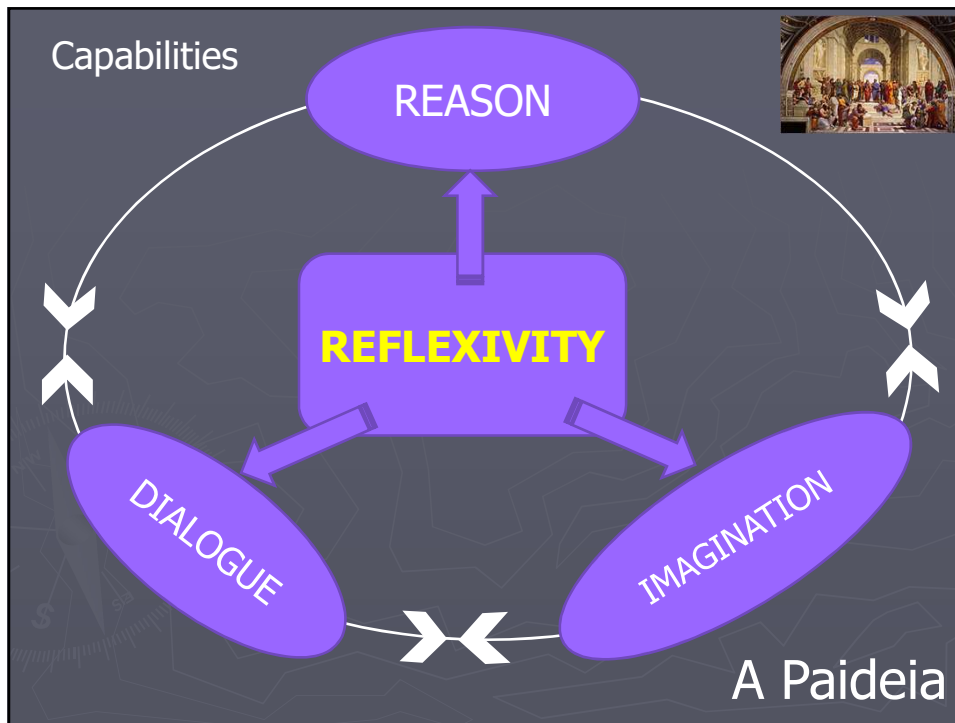 Capabilities
REASON
REFLEXIVITY
DIALOGUE
IMAGINATION
S
A Paideia